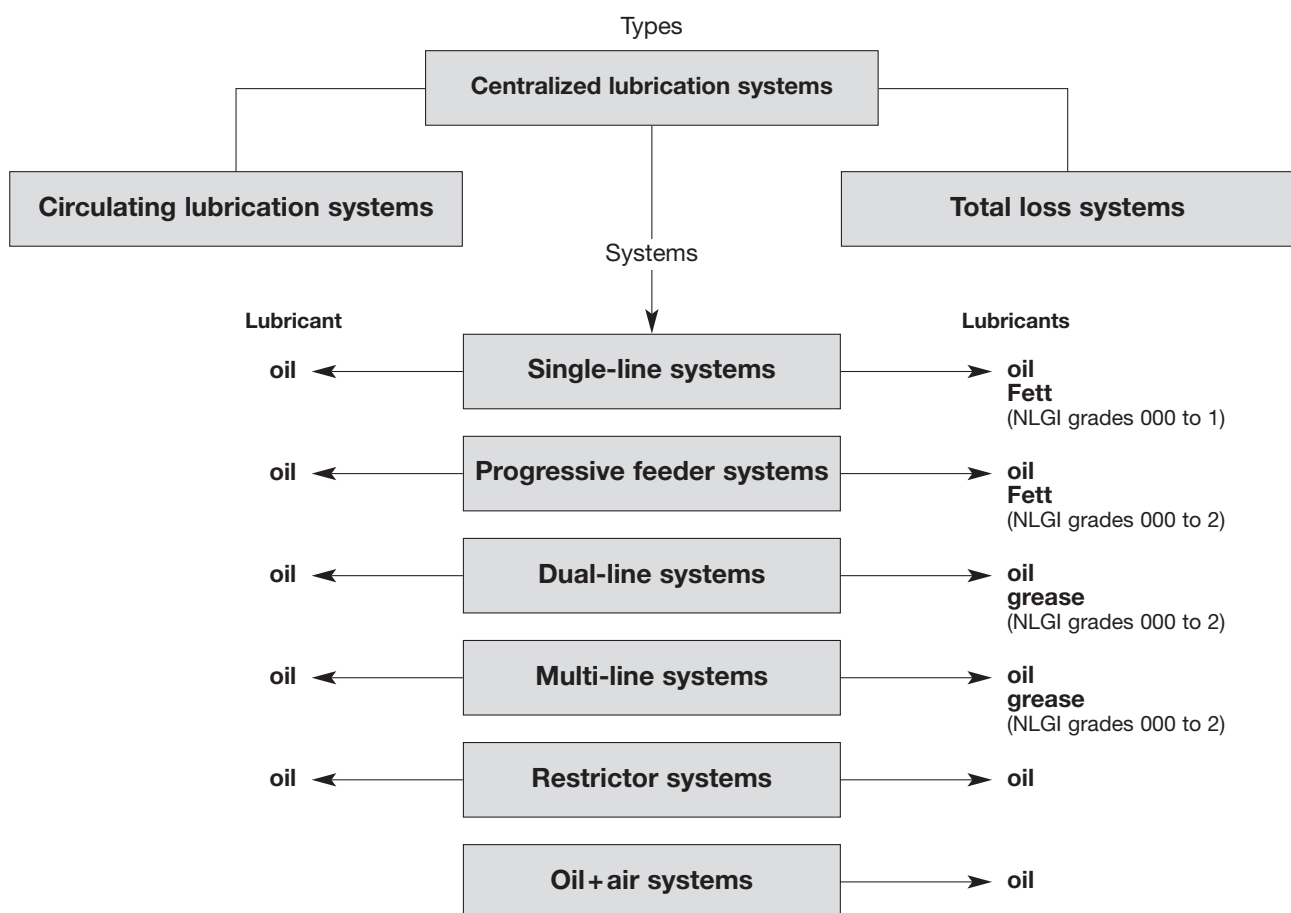 Types
Centralized lubrication systems
Circulating lubrication systems
Total loss systems
Systems
Lubricant
Lubricants
oil
Single-line systems
oil
Fett
(NLGI grades 000 to 1)
oil
Progressive feeder systems
oil
Fett
(NLGI grades 000 to 2)
oil
Dual-line systems
oil
grease
(NLGI grades 000 to 2)
oil
Multi-line systems
oil
grease
(NLGI grades 000 to 2)
oil
Restrictor systems
oil
Oil+air systems
oil